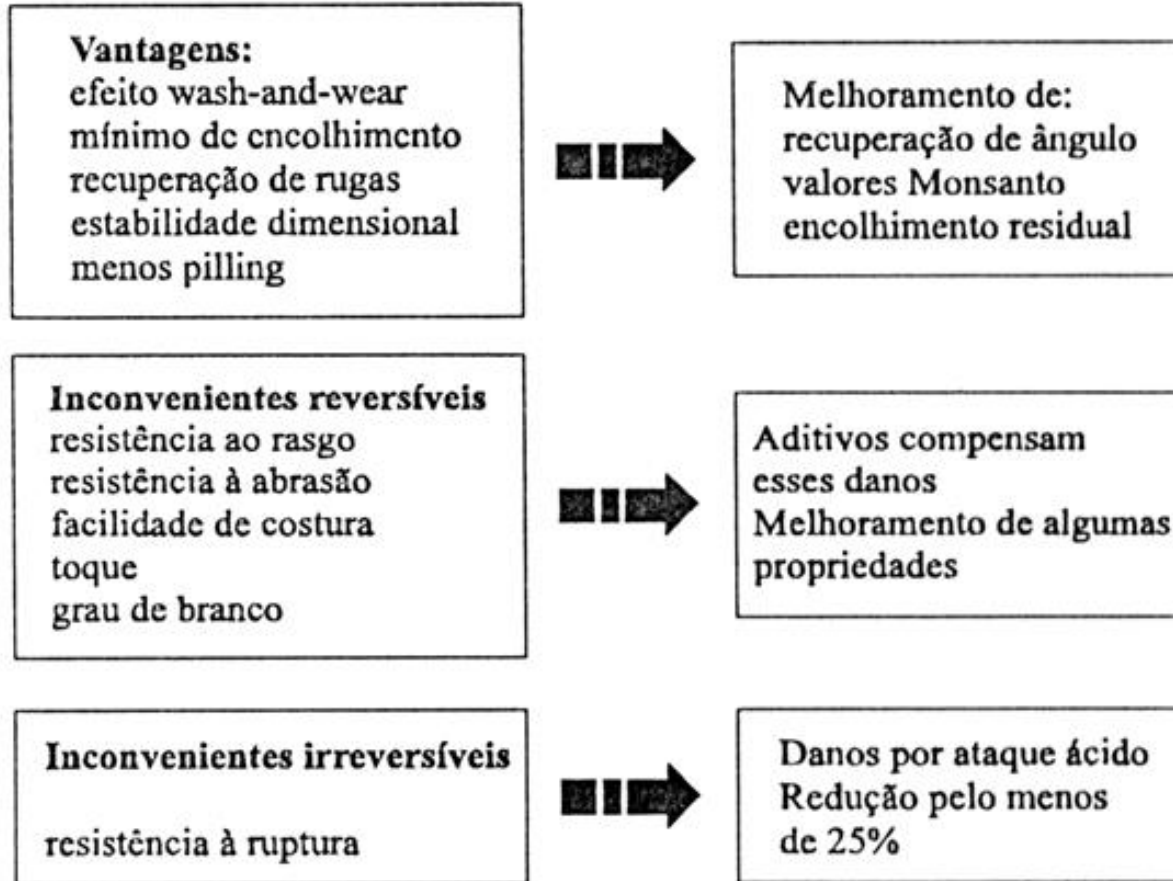 Vantagens:
efeito wash-and-wear
mínimo de encolhimento
recuperação de rugas
estabilidade dimensional
menos pilling
Melhoramento de:
recuperação de ângulo
valores Monsanto
encolhimento residual
Inconvenientes reversíveis
resistência ao rasgo
resistência à abrasão
facilidade de costura
toque
grau de branco
Aditivos compensam
esses danos
Melhoramento de algumas
propriedades
Inconvenientes irreversíveis
resistência à ruptura
Danos por ataque ácido
Redução pelo menos
de 25%